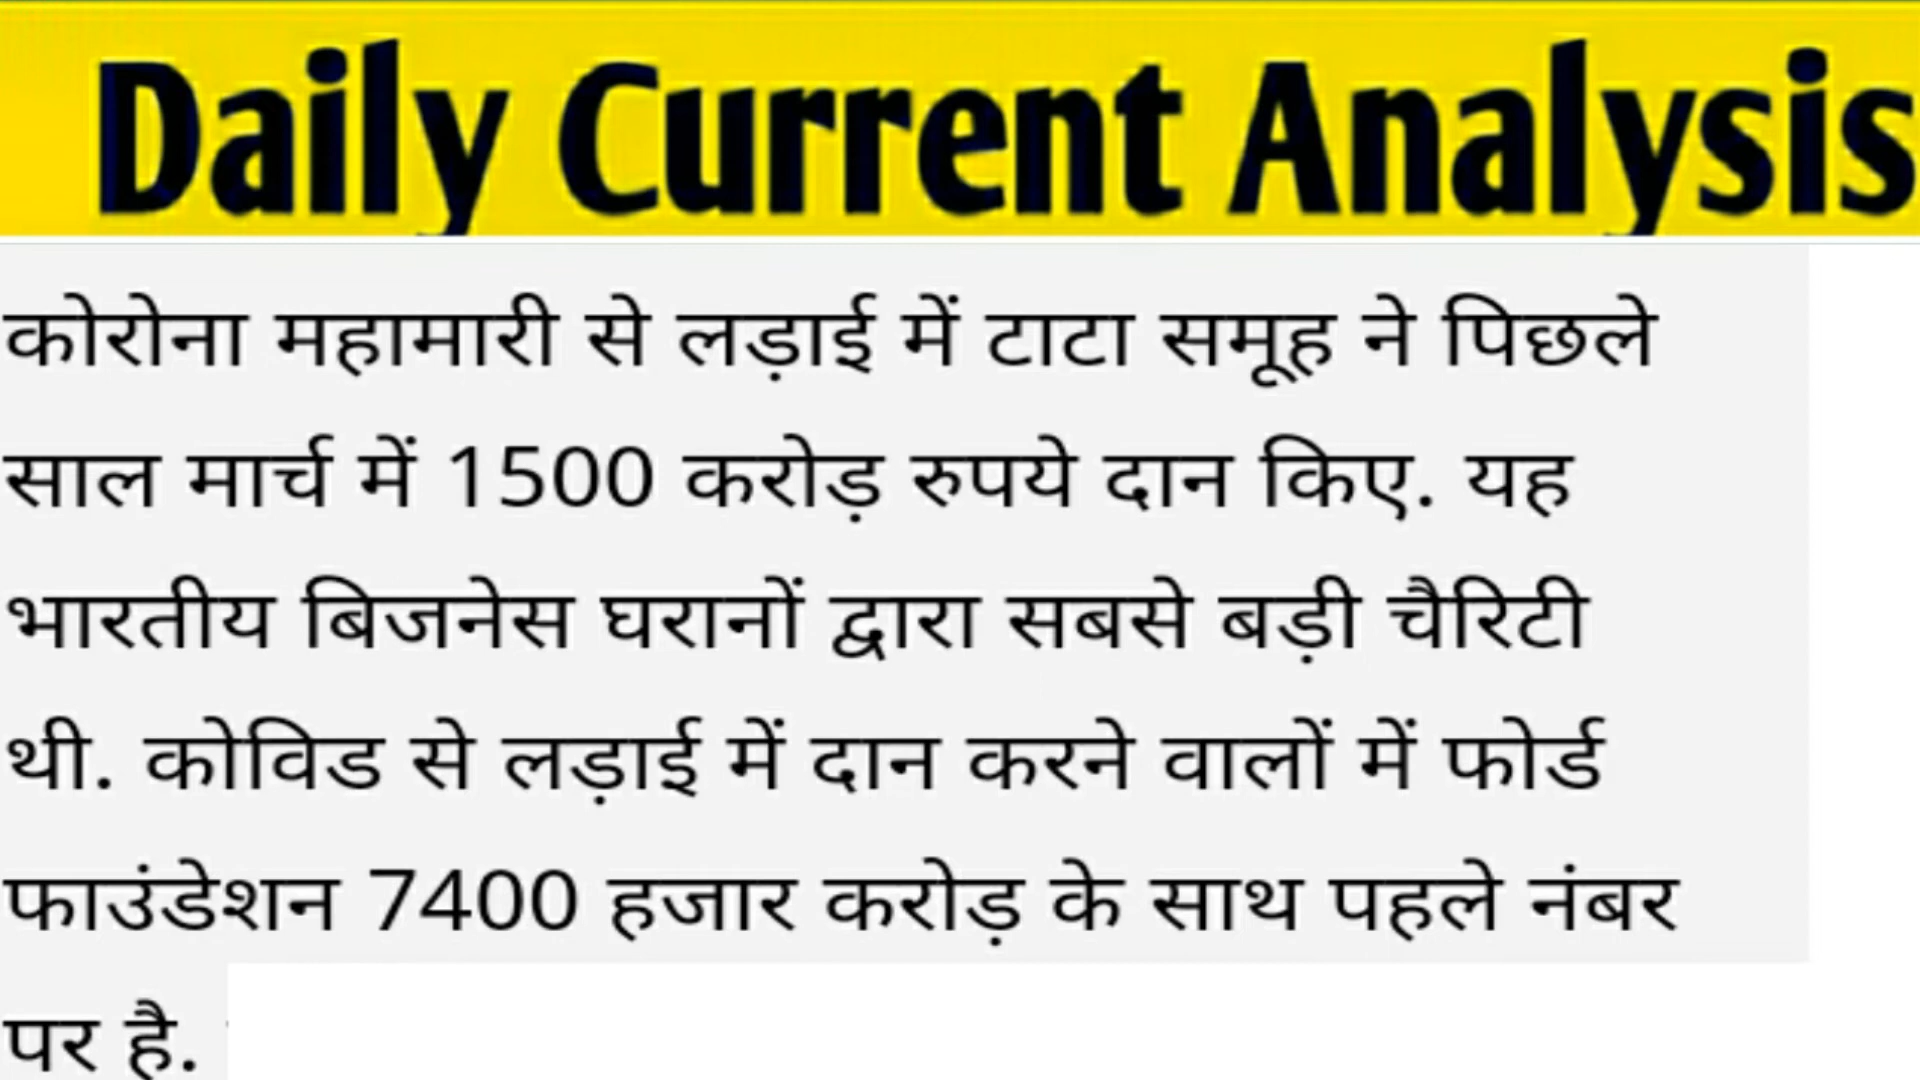 Daily Current Analysis
कोरोना महामारी से लड़ाई में टाटा समूह ने पिछले
साल मार्च में 1500 करोड़ रुपये दान किए. यह
भारतीय बिजनेस घरानों द्वारा सबसे बड़ी चैरिटी
थी. कोविड से लड़ाई में दान करने वालों में फोर्ड
फाउंडेशन 7400 हजार करोड़ के साथ पहले नंबर
पर है.